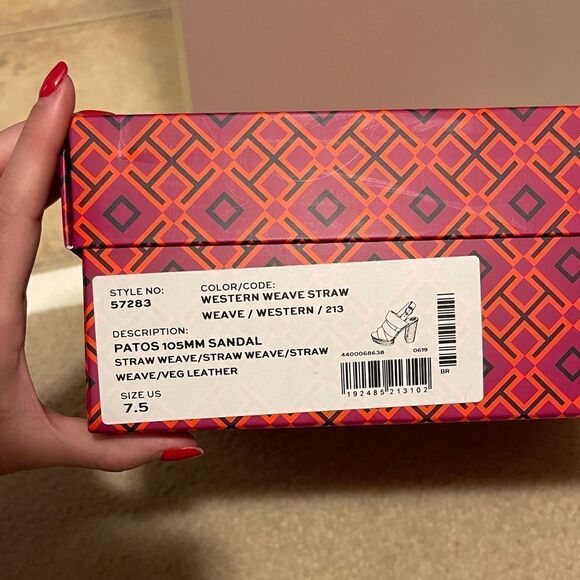 STYLE NO:
57283
COLOR/CODE:
WESTERN WEAVE STRAW
WEAVE / WESTERN / 213
DESCRIPTION:
PATOS 105MM SANDAL
STRAW WEAVE/STRAW WEAVE/STRAW
WEAVE/VEG LEATHER
SIZE US
7.5
4400068638 0619
192485213102
BR